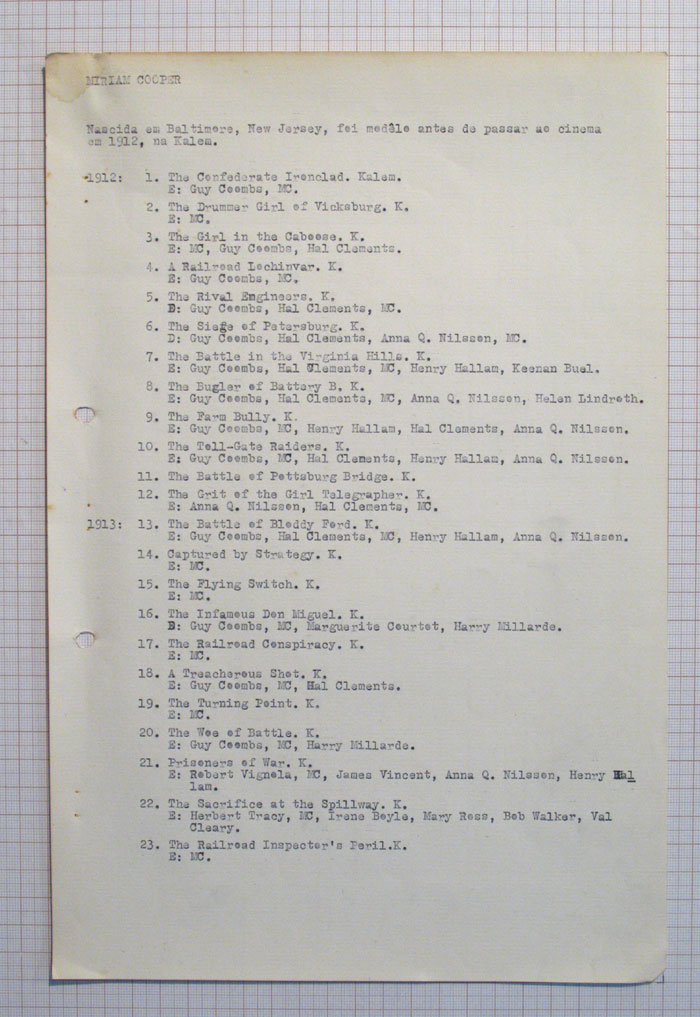 MIRIAM COOPER
Nascida em Baltimore, New Jersey, foi modêlo antes de passar ao cinema
em 1912, na Kalem.
1912: 1. The Confederate Ironclad. Kalem.
E: Guy Coombs, MC.
2. The Drummer Girl of Vicksburg. K.
E: MC.
3. The Girl in the Caboose. K.
E: MC, Guy Coombs, Hal Clements.
4. A Railroad Lochinvar. K.
E: Guy Coombs, MC.
5. The Rival Engineers. K.
E: Guy Coombs, Hal Clements, MC.
6. The Siege of Petersburg. K.
D: Guy Coombs, Hal Clements, Anna Q. Nilsson, MC.
7. The Battle in the Virginia Hills. K.
E: Guy Coombs, Hal Clements, MC, Henry Hallam, Keenan Buel.
8. The Bugler of Battery B. K.
E: Guy Coombs, Hal Clements, MC, Anna Q. Nilsson, Helen Lindroth.
9. The Farm Bully. K.
E: Guy Coombs, MC, Henry Hallam, Hal Clements, Anna Q. Nilsson.
10. The Toll-Gate Raiders. K.
E: Guy Coombs, MC, Hal Clements, Henry Hallam, Anna Q. Nilsson.
11. The Battle of Pottsburg Bridge. K.
12. The Grit of the Girl Telegrapher. K.
E: Anna Q. Nilsson, Hal Clements, MC.
1913: 13. The Battle of Bloody Ford. K.
E: Guy Coombs, Hal Clements, MC, Henry Hallam, Anna Q. Nilsson.
14. Captured by Strategy. K.
E: MC.
15. The Flying Switch. K.
E: MC.
16. The Infamous Don Miguel. K.
E: Guy Coombs, MC, Marguerite Courtot, Harry Millarde.
17. The Railroad Conspiracy. K.
E: MC.
18. A Treacherous Shot. K.
E: Guy Coombs, MC, Hal Clements.
19. The Turning Point. K.
E: MC.
20. The Woe of Battle. K.
E: Guy Coombs, MC, Harry Millarde.
21. Prisoners of War. K.
E: Robert Vignola, MC, James Vincent, Anna Q. Nilsson, Henry Hal
lam.
22. The Sacrifice at the Spillway. K.
E: Herbert Tracy, MC, Irene Boyle, Mary Ross, Bob Walker, Val
Cleary.
23. The Railroad Inspector's Peril.K.
E: MC.